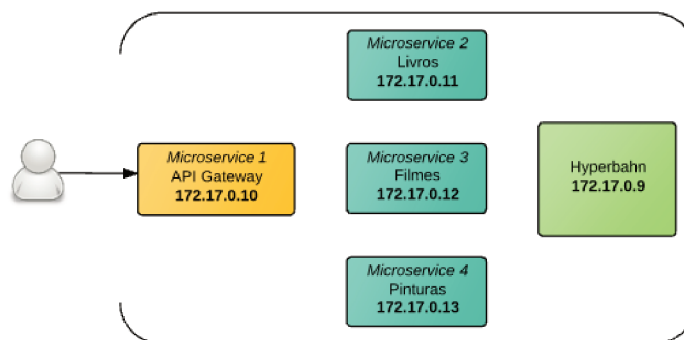 Microservice 2
Livros
172.17.0.11
Microservice 1
API Gateway
172.17.0.10
Microservice 3
Filmes
172.17.0.12
Hyperbahn
172.17.0.9
Microservice 4
Pinturas
172.17.0.13